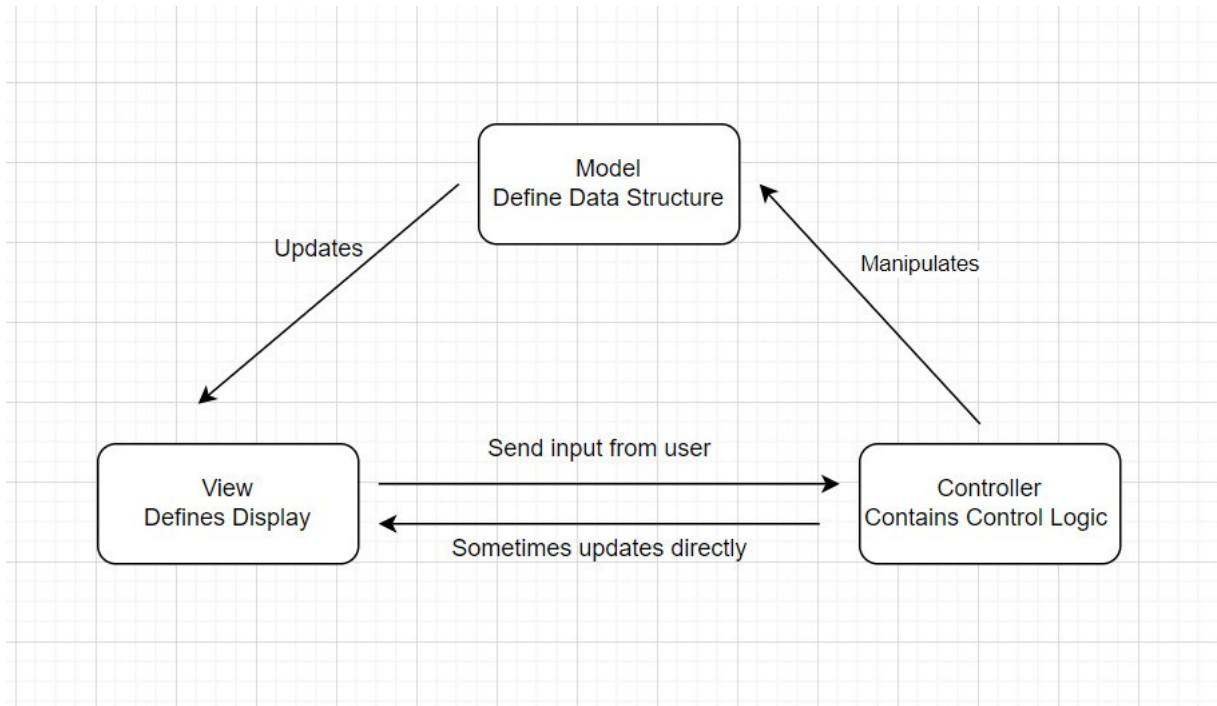 Model
Define Data Structure
Updates
Manipulates
Send input from user
View
Defines Display
Controller
Contains Control Logic
Sometimes updates directly